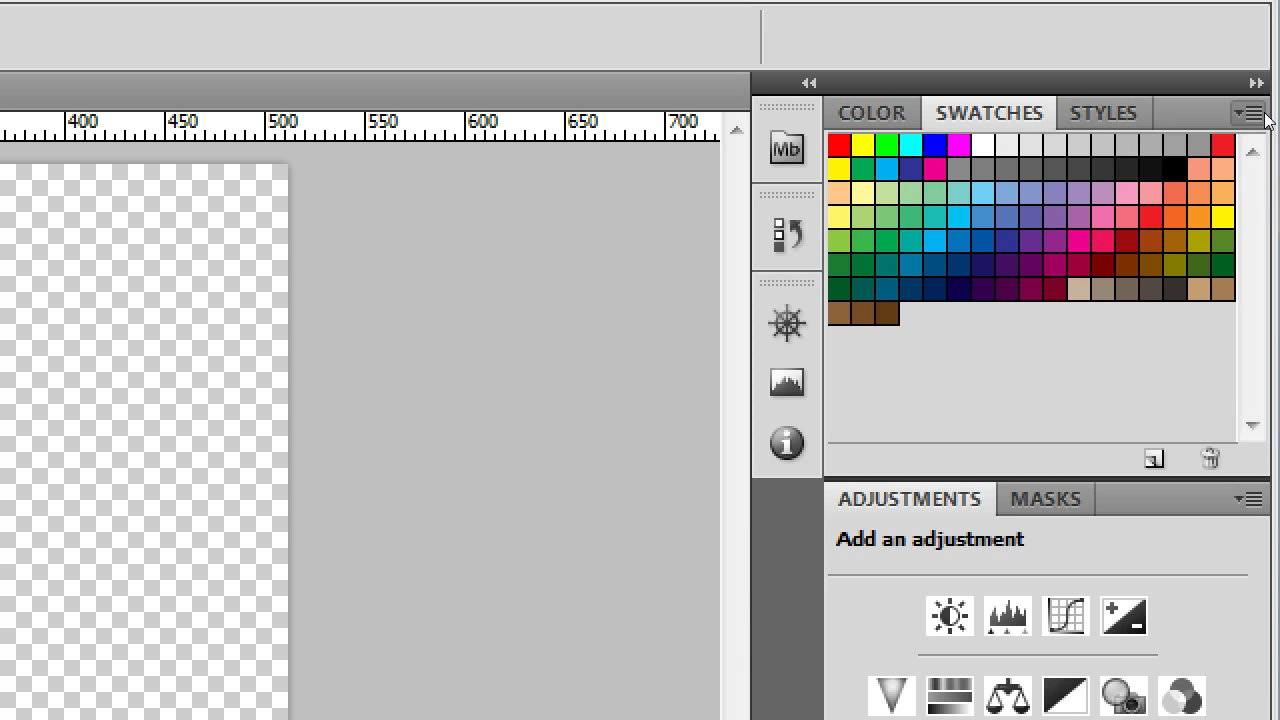 400 450 500 550 600 650 700
COLOR SWATCHES STYLES
Mb
ADJUSTMENTS MASKS
Add an adjustment